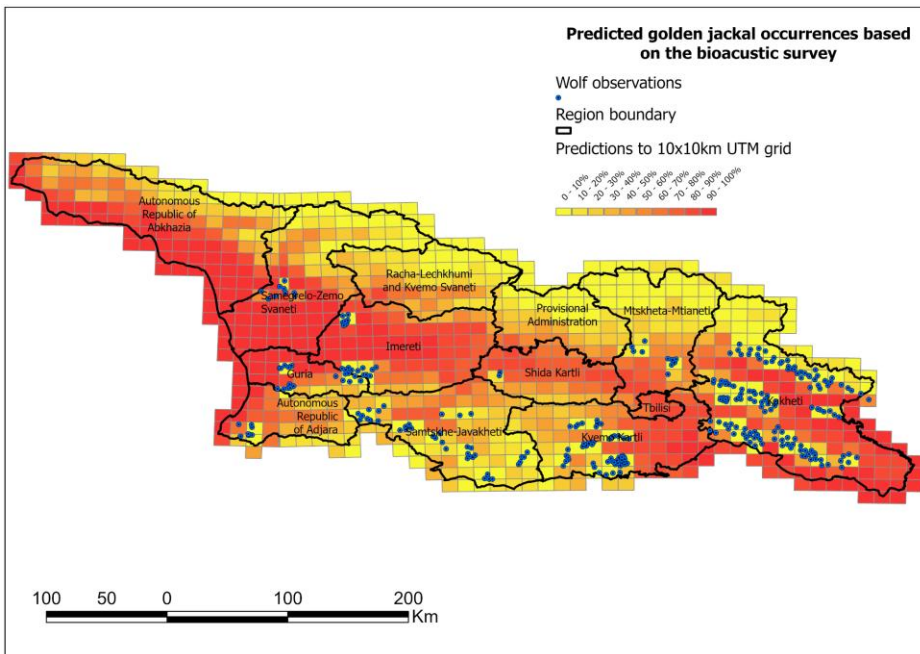 Predicted golden jackal occurrences based
on the bioacustic survey
Wolf observations
Region boundary
Predictions to 10x10km UTM grid
0 - 10%
10 - 20%
20 - 30%
30 - 40%
40 - 50%
50 - 60%
60 - 70%
70 - 80%
80 - 90%
90 - 100%
Autonomous
Republic of
Abkhazia
Samegrelo-Zemo
Svaneti
Racha-Lechkhumi
and Kvemo Svaneti
Provisional
Administration
Mtskheta-Mtianeti
Imereti
Shida Kartli
Guria
Autonomous
Republic
of Adjara
Samtskhe-Javakheti
Kvemo Kartli
Tbilisi
Kakheti
100 0 100 200
Km